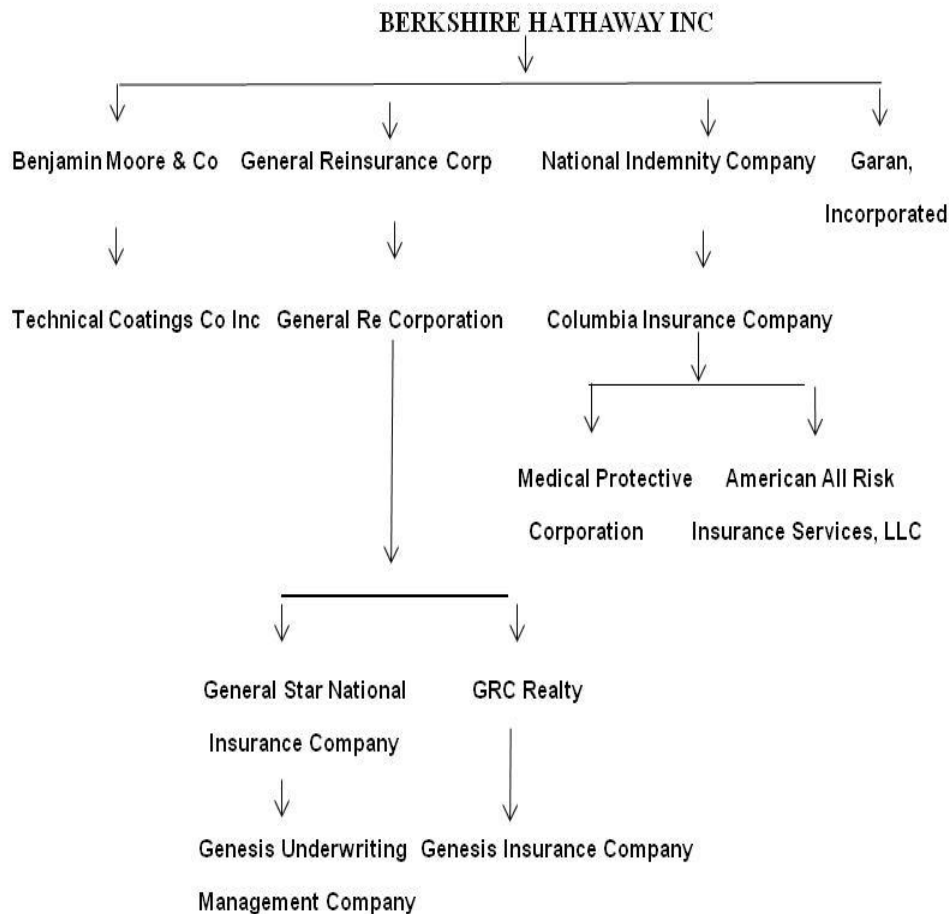 BERKSHIRE HATHAWAY INC
Benjamin Moore & Co
General Reinsurance Corp
National Indemnity Company
Garan,
Incorporated
Technical Coatings Co Inc
General Re Corporation
Columbia Insurance Company
Medical Protective
Corporation
American All Risk
Insurance Services, LLC
General Star National
Insurance Company
GRC Realty
Genesis Underwriting
Management Company
Genesis Insurance Company